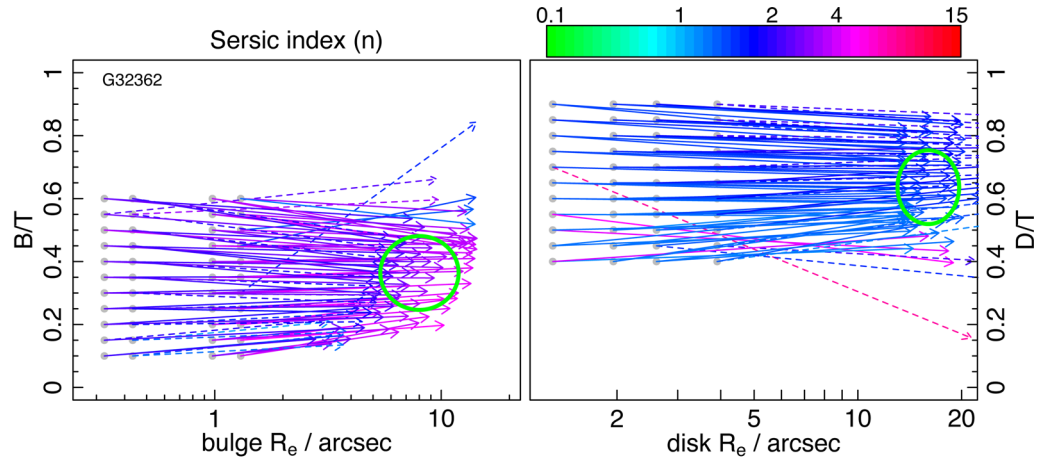 Sersic index (n)
0.1 1 2 4 15
G32362
B/T
0 0.2 0.4 0.6 0.8 1
1 10
bulge Re / arcsec
2 5 10 20
disk Re / arcsec
0 0.2 0.4 0.6 0.8 1
D/T